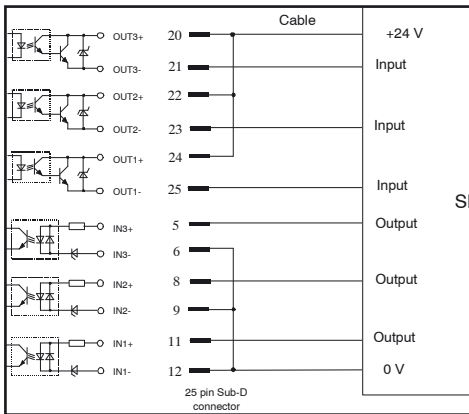 Cable
OUT3+ 20 +24 V
OUT3- 21 Input
OUT2+ 22
OUT2- 23 Input
OUT1+ 24
OUT1- 25 Input
IN3+ 5 Output
IN3- 6
IN2+ 8 Output
IN2- 9
IN1+ 11 Output
IN1- 12 0 V
25 pin Sub-D
connector